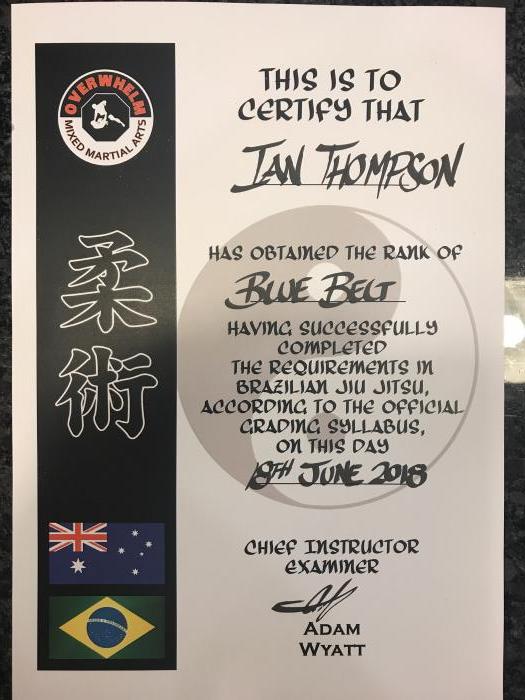 OVERWHELM
MIXED MARTIAL ARTS
柔
術
THIS IS TO
CERTIFY THAT
IAN THOMPSON
HAS OBTAINED THE RANK OF
BLUE BELT
HAVING SUCCESSFULLY
COMPLETED
THE REQUIREMENTS IN
BRAZILIAN JIU JITSU,
ACCORDING TO THE OFFICIAL
GRADING SYLLABUS,
ON THIS DAY
18TH JUNE 2018
CHIEF INSTRUCTOR
EXAMINER
ADAM
WYATT